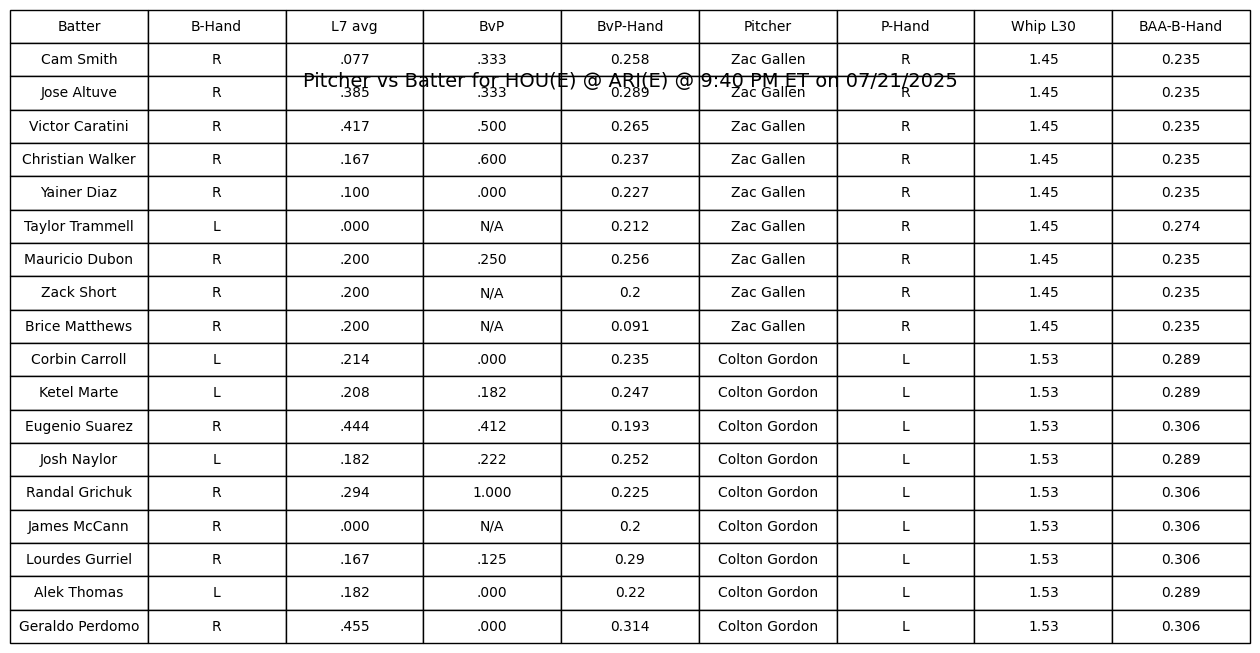 Batter B-Hand L7 avg BvP BvP-Hand Pitcher P-Hand Whip L30 BAA-B-Hand
Cam Smith R .077 .333 0.258 Zac Gallen R 1.45 0.235
Pitcher vs Batter for HOU(E) @ ARI(E) @ 9:40 PM ET on 07/21/2025
Jose Altuve R .385 .333 0.289 Zac Gallen R 1.45 0.235
Victor Caratini R .417 .500 0.265 Zac Gallen R 1.45 0.235
Christian Walker R .167 .600 0.237 Zac Gallen R 1.45 0.235
Yainer Diaz R .100 .000 0.227 Zac Gallen R 1.45 0.235
Taylor Trammell L .000 N/A 0.212 Zac Gallen R 1.45 0.274
Mauricio Dubon R .200 .250 0.256 Zac Gallen R 1.45 0.235
Zack Short R .200 N/A 0.2 Zac Gallen R 1.45 0.235
Brice Matthews R .200 N/A 0.091 Zac Gallen R 1.45 0.235
Corbin Carroll L .214 .000 0.235 Colton Gordon L 1.53 0.289
Ketel Marte L .208 .182 0.247 Colton Gordon L 1.53 0.289
Eugenio Suarez R .444 .412 0.193 Colton Gordon L 1.53 0.306
Josh Naylor L .182 .222 0.252 Colton Gordon L 1.53 0.289
Randal Grichuk R .294 1.000 0.225 Colton Gordon L 1.53 0.306
James McCann R .000 N/A 0.2 Colton Gordon L 1.53 0.306
Lourdes Gurriel R .167 .125 0.29 Colton Gordon L 1.53 0.306
Alek Thomas L .182 .000 0.22 Colton Gordon L 1.53 0.289
Geraldo Perdomo R .455 .000 0.314 Colton Gordon L 1.53 0.306